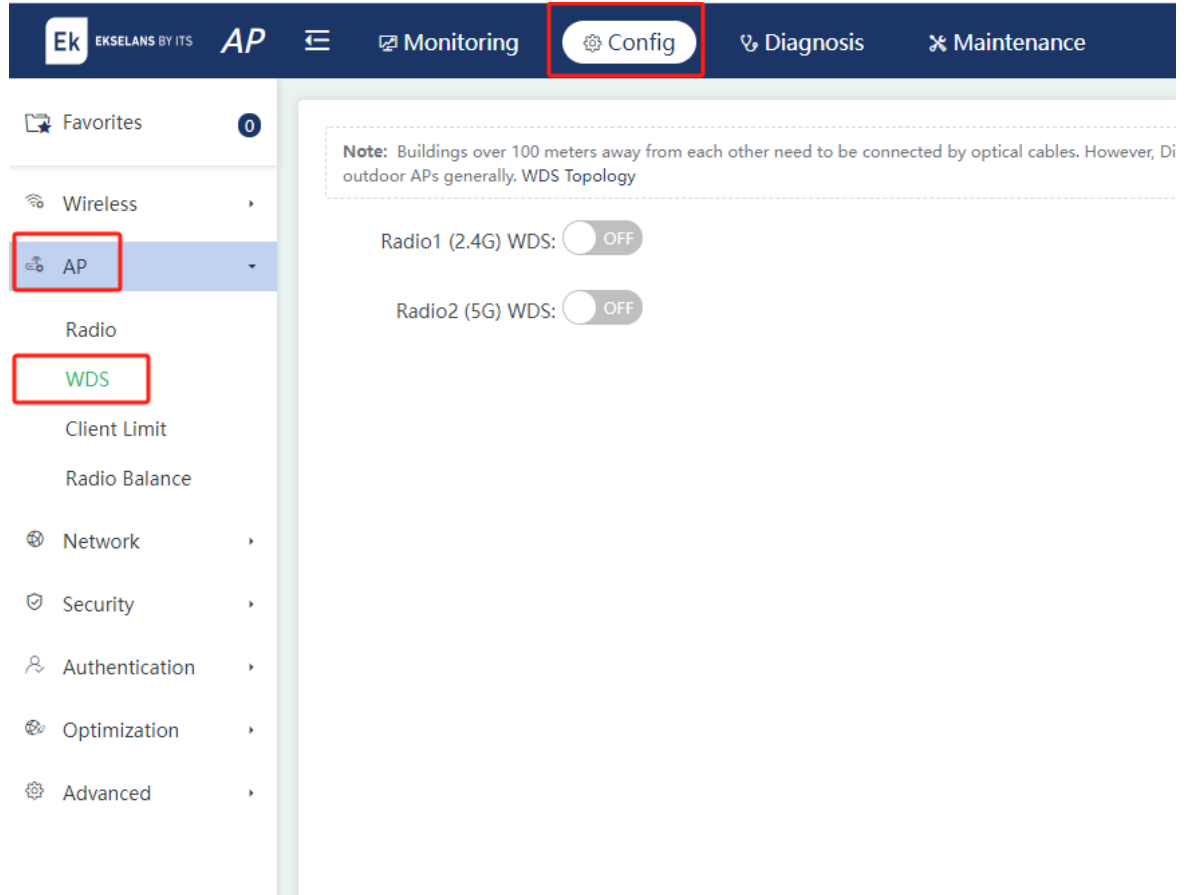 Ek EKSELANS BY ITS AP Monitoring Config Diagnosis Maintenance
Favorites 0
Note: Buildings over 100 meters away from each other need to be connected by optical cables. However, Di
outdoor APs generally. WDS Topology
Wireless
Radio1 (2.4G) WDS: OFF
AP
Radio2 (5G) WDS: OFF
Radio
WDS
Client Limit
Radio Balance
Network
Security
Authentication
Optimization
Advanced